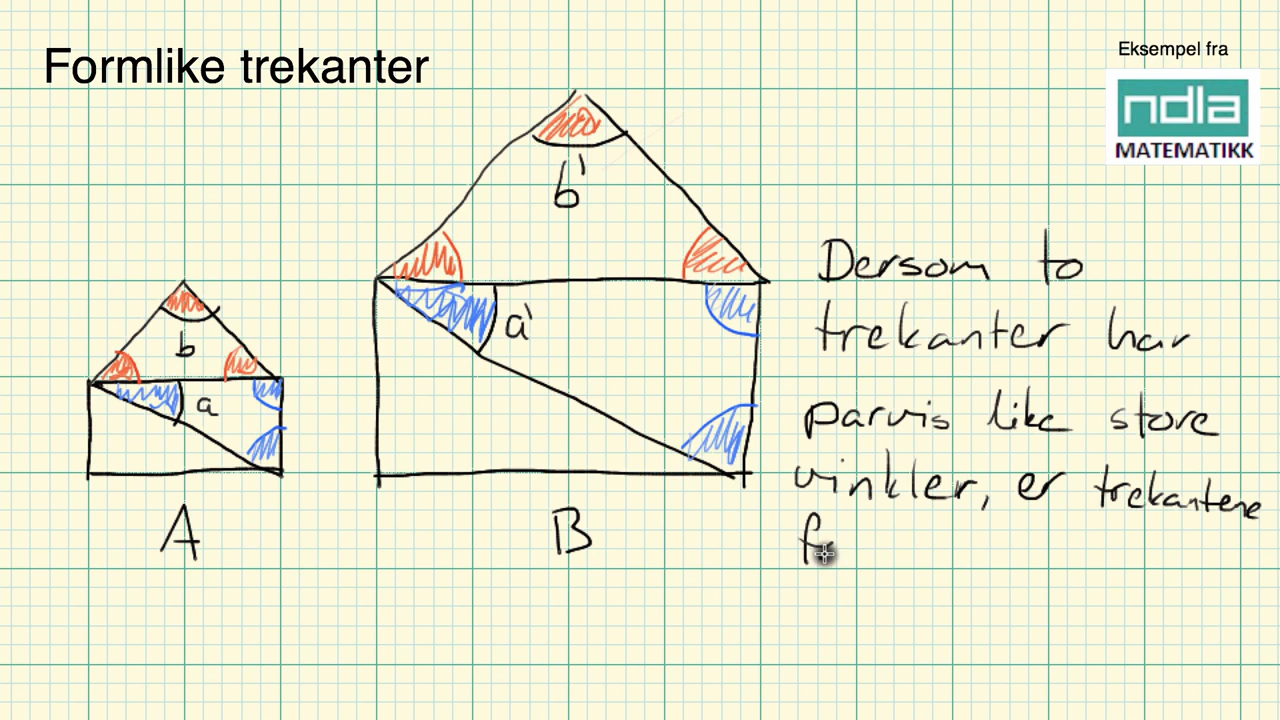 Formlike trekanter
Eksempel fra
ndla
MATEMATIKK
b'
a'
b
a
A
B
Dersom to
trekanter har
parvis like store
vinkler, er trekantene
f